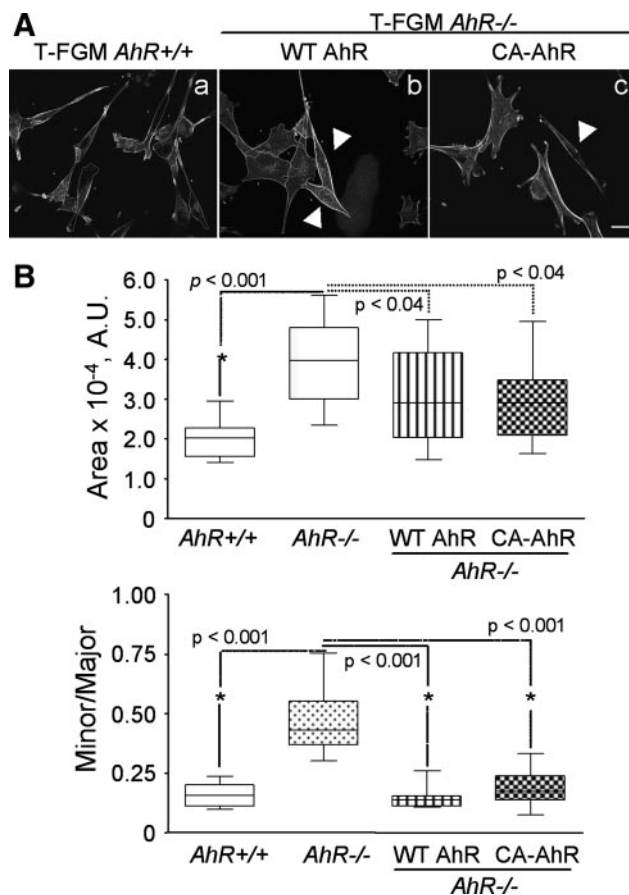 A
T-FGM AhR-/-
T-FGM AhR+/+ WT AhR CA-AhR
a b c
B
6.0
5.0
4.0
3.0
2.0
1.0
0
Area x 10-4, A.U.
p < 0.001
p < 0.04
p < 0.04
*
AhR+/+ AhR-/- WT AhR CA-AhR
AhR-/-
1.00
0.75
0.50
0.25
0
Minor/Major
p < 0.001
p < 0.001
p < 0.001
* * *
AhR+/+ AhR-/- WT AhR CA-AhR
AhR-/-